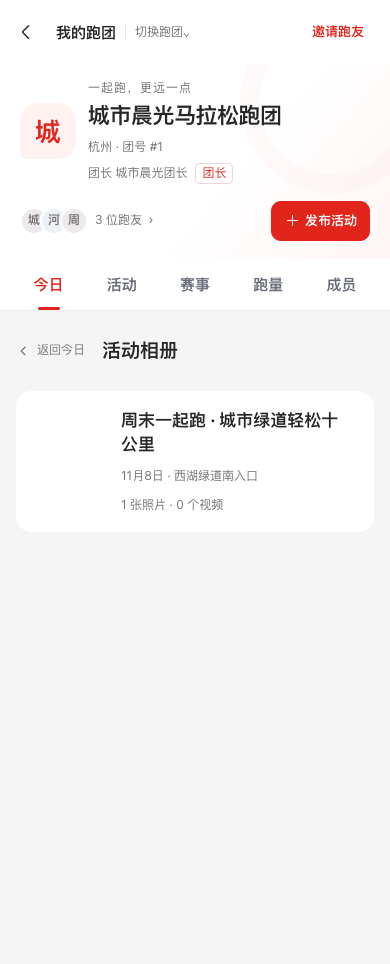 我的跑团
切换跑团
邀请跑友
一起跑，更远一点
城
城市晨光马拉松跑团
杭州 · 团号 #1
团长 城市晨光团长 团长
城 河 周 3 位跑友 ›
＋ 发布活动
今日 活动 赛事 跑量 成员
‹ 返回今日 活动相册
周末一起跑 · 城市绿道轻松十
公里
11月8日 · 西湖绿道南入口
1 张照片 · 0 个视频